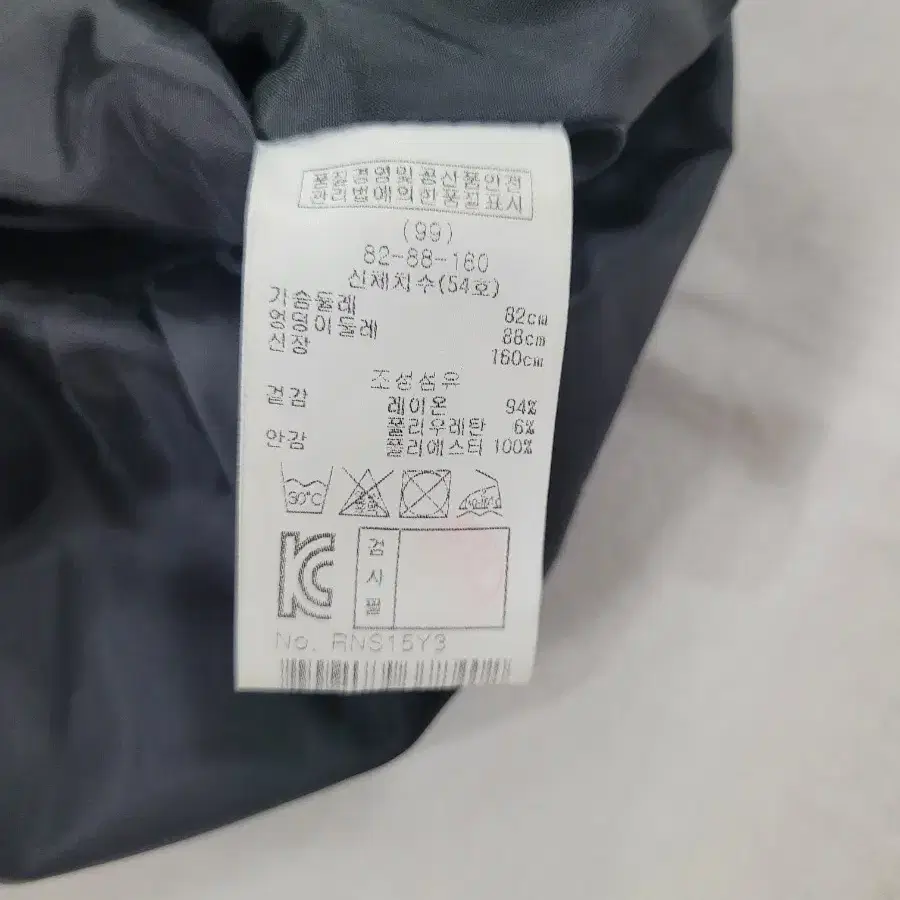 품질경영및공산품안전
관리법에의한품질표시
(99)
82-88-160
신체치수(54호)
가슴둘레 82cm
엉덩이둘레 88cm
신장 160cm
조성섬유
겉감 레이온 94%
폴리우레탄 6%
안감 폴리에스터 100%
30°C
검사필
No. RNS15Y3